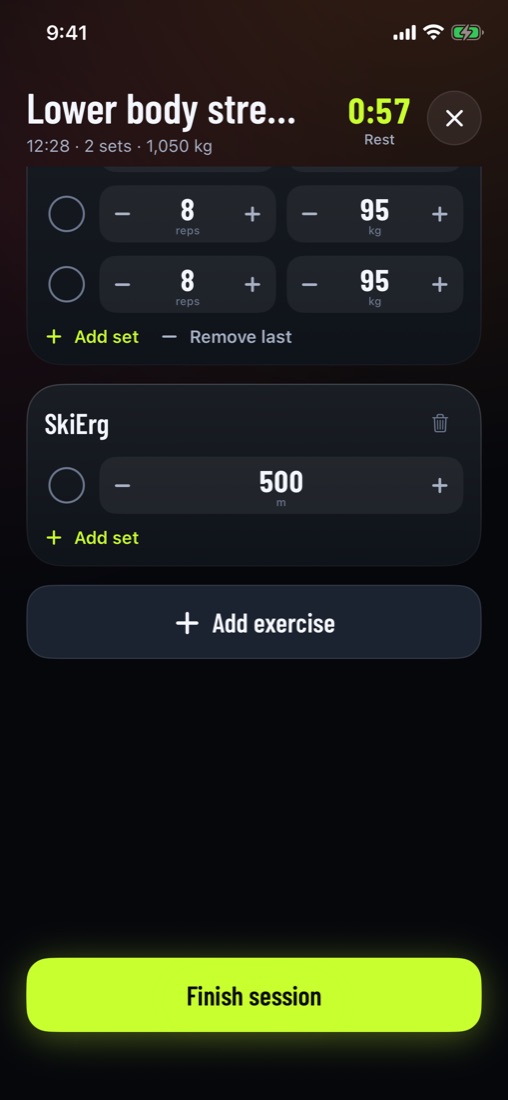 9:41
Lower body stre...
0:57
12:28 · 2 sets · 1,050 kg
Rest
8
reps
95
kg
8
reps
95
kg
+ Add set
− Remove last
SkiErg
500
m
+ Add set
+ Add exercise
Finish session